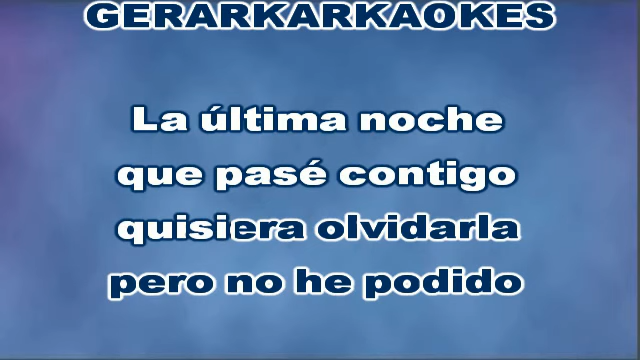 GERARKARKAOKES
La última noche
que pasé contigo
quisiera olvidarla
pero no he podido